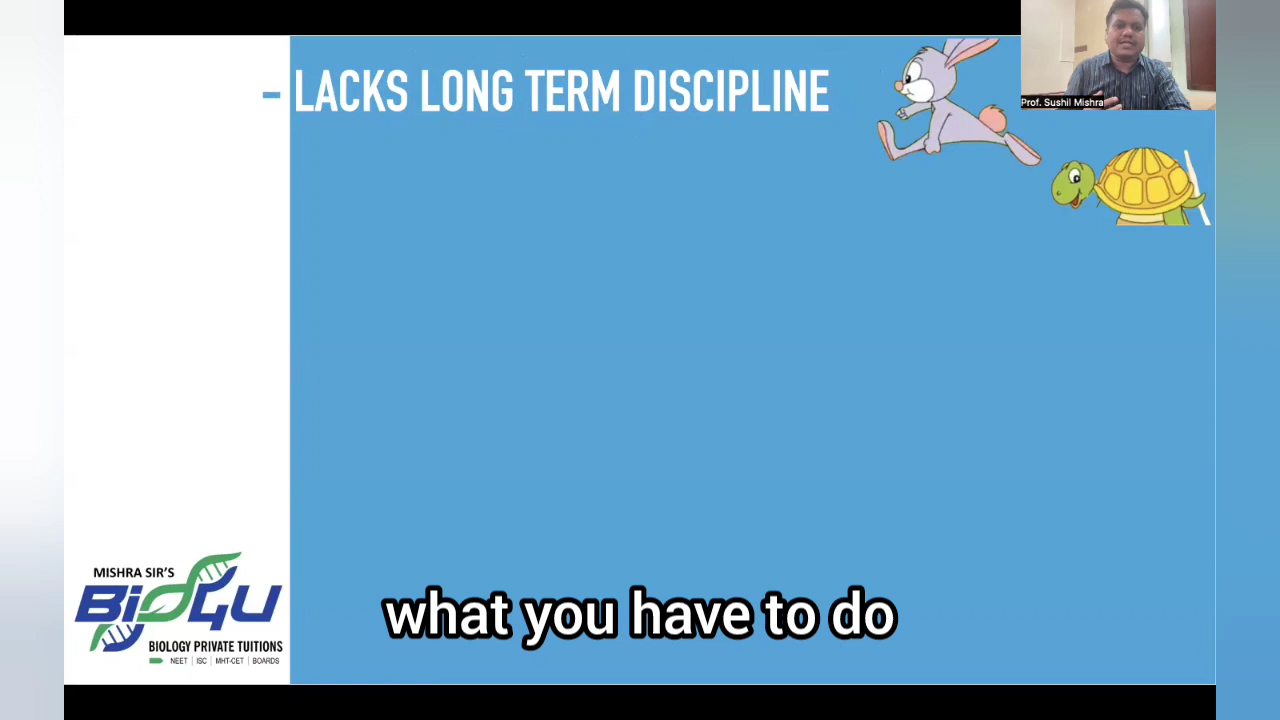 - LACKS LONG TERM DISCIPLINE
Prof. Sushil Mishra
MISHRA SIR'S
BiO4U
BIOLOGY PRIVATE TUITIONS
NEET | ISC | MHT-CET | BOARDS
what you have to do